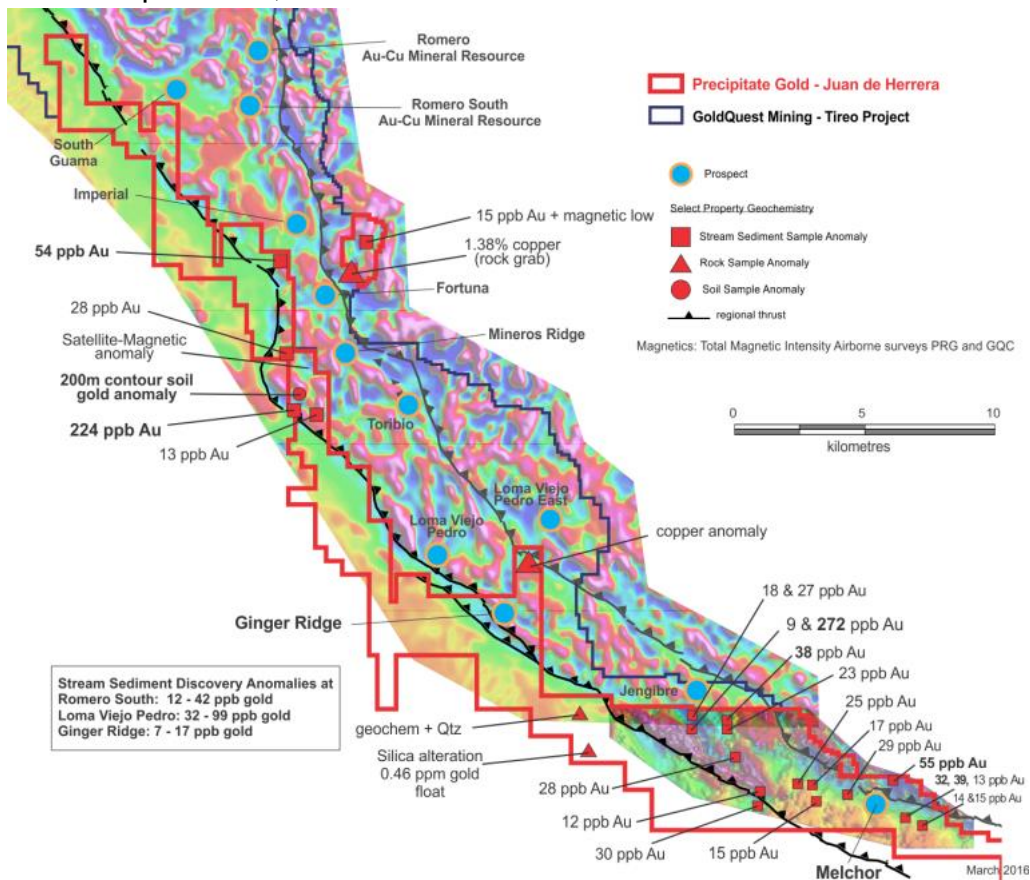 Romero
Au-Cu Mineral Resource
Romero South
Au-Cu Mineral Resource
South
Guama
Imperial
54 ppb Au
15 ppb Au + magnetic low
1.38% copper
(rock grab)
Fortuna
28 ppb Au
Satellite-Magnetic
anomaly
Mineros Ridge
200m contour soil
gold anomaly
224 ppb Au
13 ppb Au
Toribio
Loma Viejo
Pedro East
Loma Viejo
Pedro
copper anomaly
Ginger Ridge
18 & 27 ppb Au
9 & 272 ppb Au
38 ppb Au
23 ppb Au
Jengibre
25 ppb Au
17 ppb Au
29 ppb Au
55 ppb Au
32, 39, 13 ppb Au
14 &15 ppb Au
geochem + Qtz
Silica alteration
0.46 ppm gold
float
28 ppb Au
12 ppb Au
30 ppb Au
15 ppb Au
Melchor
March 2016
Precipitate Gold - Juan de Herrera
GoldQuest Mining - Tireo Project
Prospect
Select Property Geochemistry
Stream Sediment Sample Anomaly
Rock Sample Anomaly
Soil Sample Anomaly
regional thrust
Magnetics: Total Magnetic Intensity Airborne surveys PRG and GQC
0 5 10
kilometres
Stream Sediment Discovery Anomalies at
Romero South: 12 - 42 ppb gold
Loma Viejo Pedro: 32 - 99 ppb gold
Ginger Ridge: 7 - 17 ppb gold